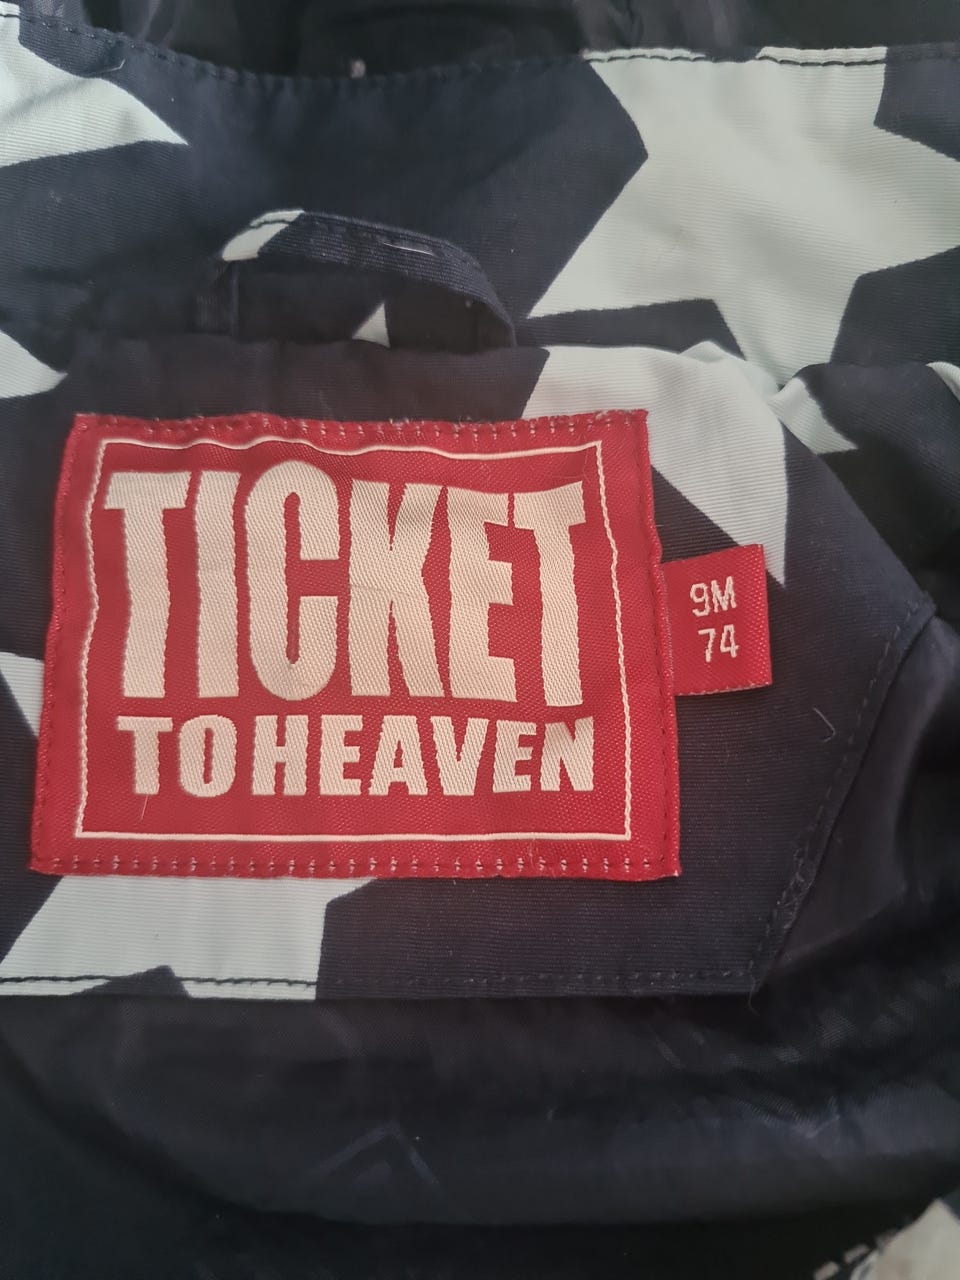 TICKET
TO HEAVEN
9M
74